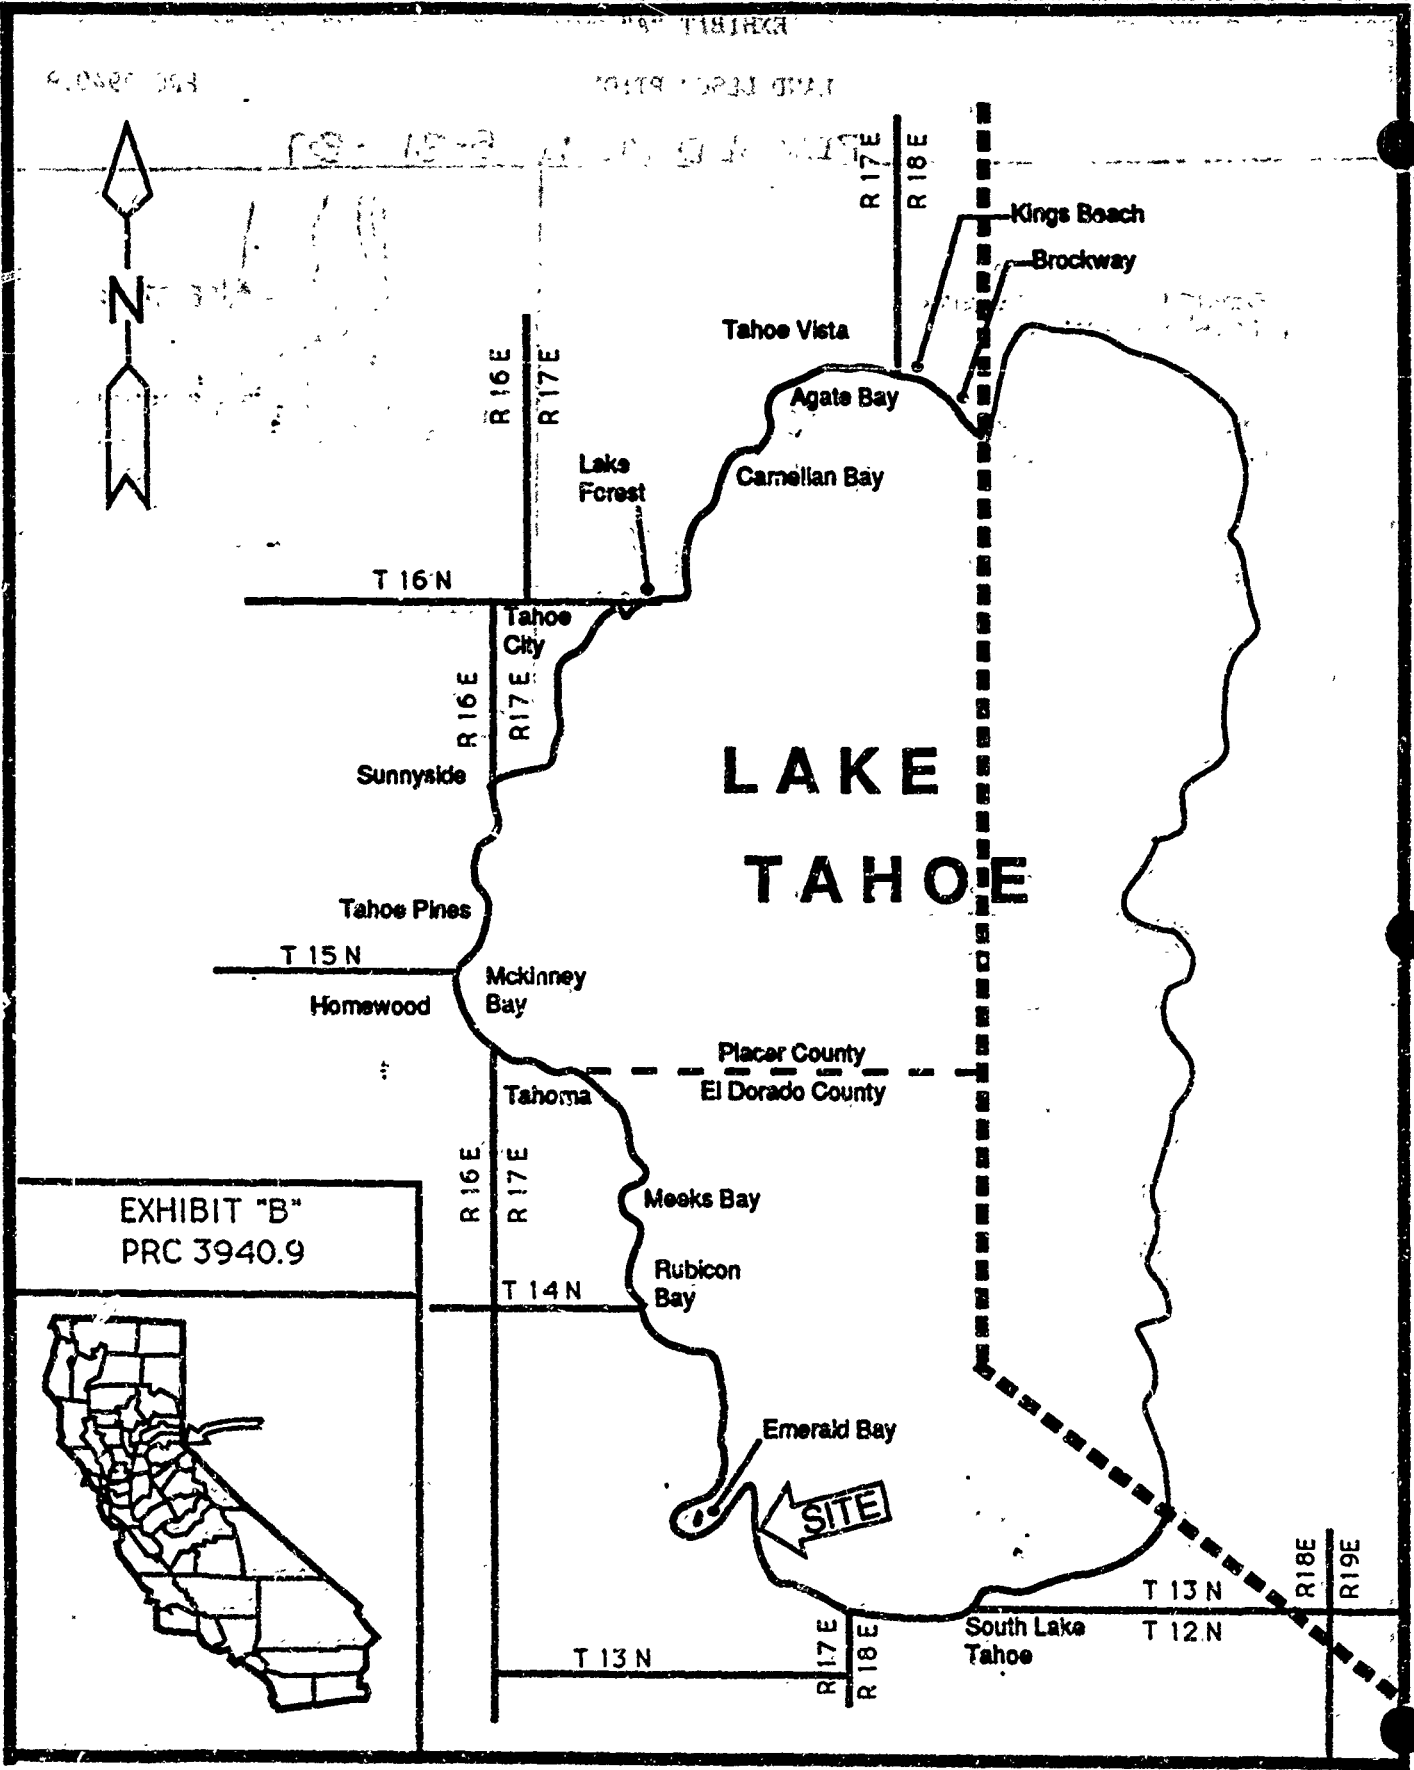 EXHIBIT "A"
R 17 E
R 18 E
Kings Beach
Brockway
N
Tahoe Vista
R 16 E
R 17 E
Agate Bay
Lake
Forest
Carnelian Bay
T 16 N
Tahoe
City
R 16 E
R17 E
LAKE
TAHOE
Sunnyside
Tahoe Pines
T 15 N
Mckinney
Bay
Homewood
Placer County
El Dorado County
Tahoma
R 16 E
R 17 E
Meeks Bay
EXHIBIT "B"
PRC 3940.9
Rubicon
Bay
T 14 N
Emerald Bay
SITE
R18E
R19E
T 13 N
T 12 N
South Lake
Tahoe
R 17 E
R 18 E
T 13 N